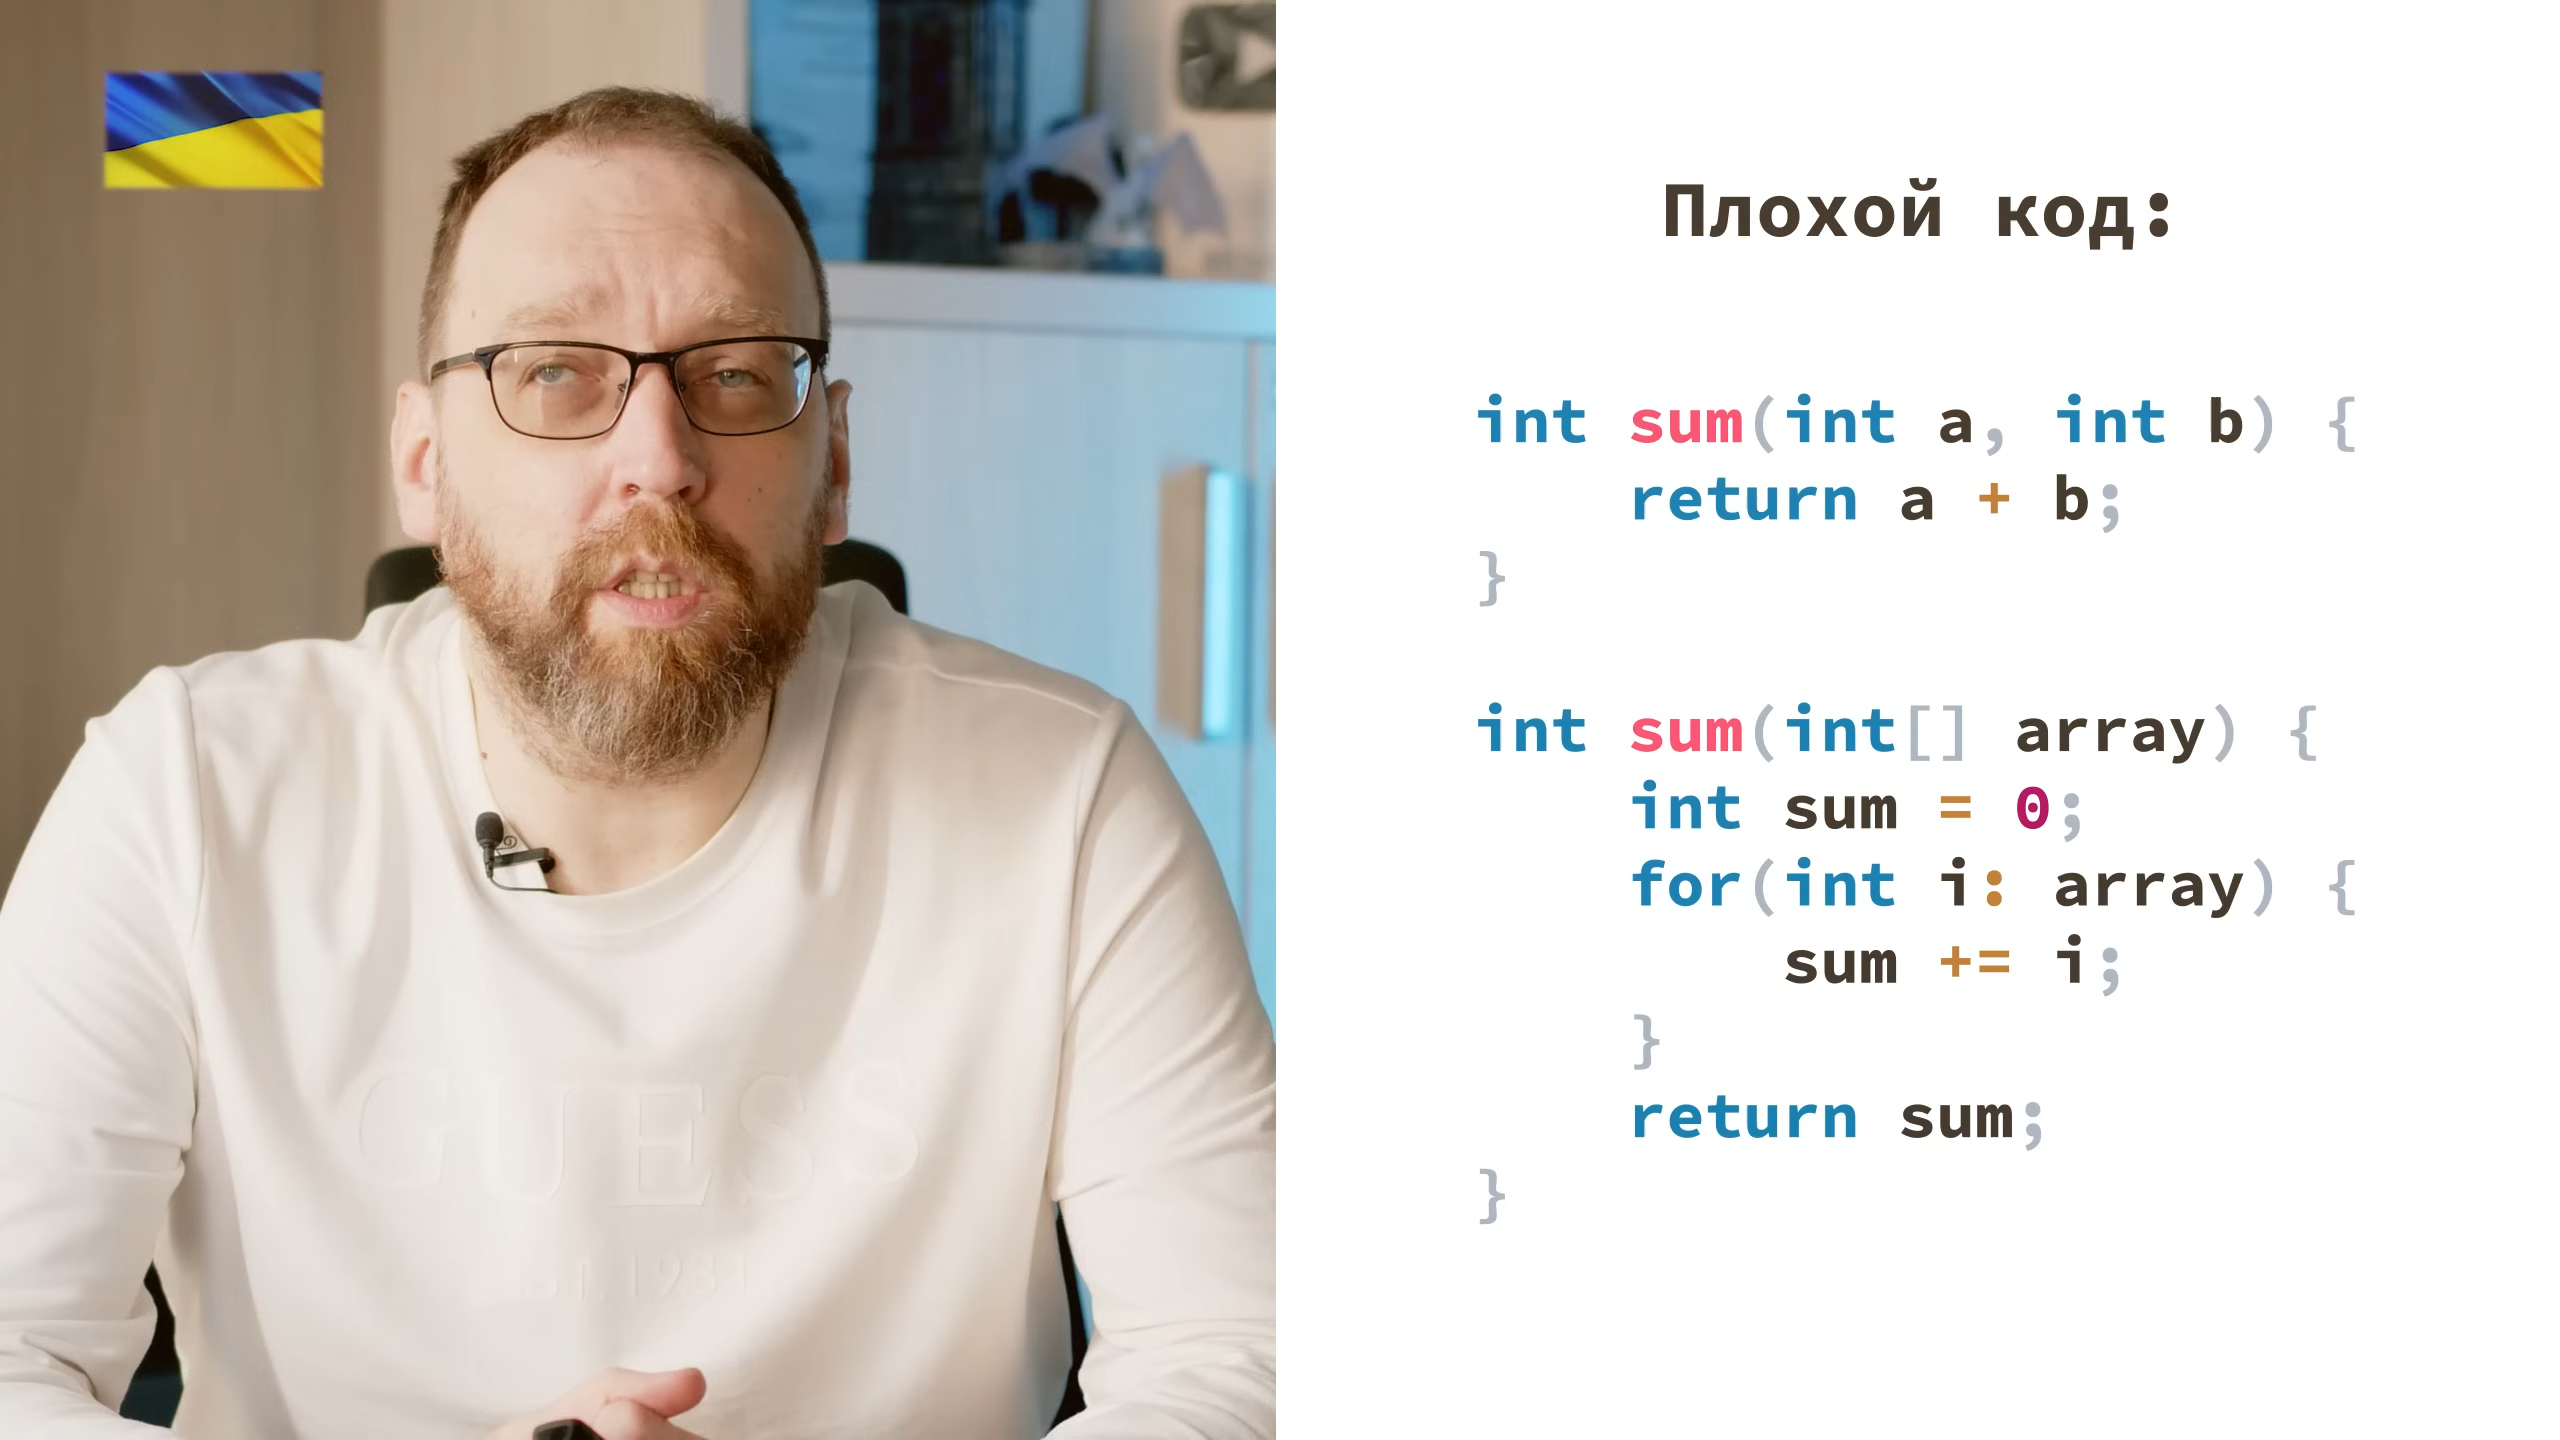 Плохой код:
int sum(int a, int b) {
    return a + b;
}
int sum(int[] array) {
    int sum = 0;
    for(int i: array) {
        sum += i;
    }
    return sum;
}
GUESS